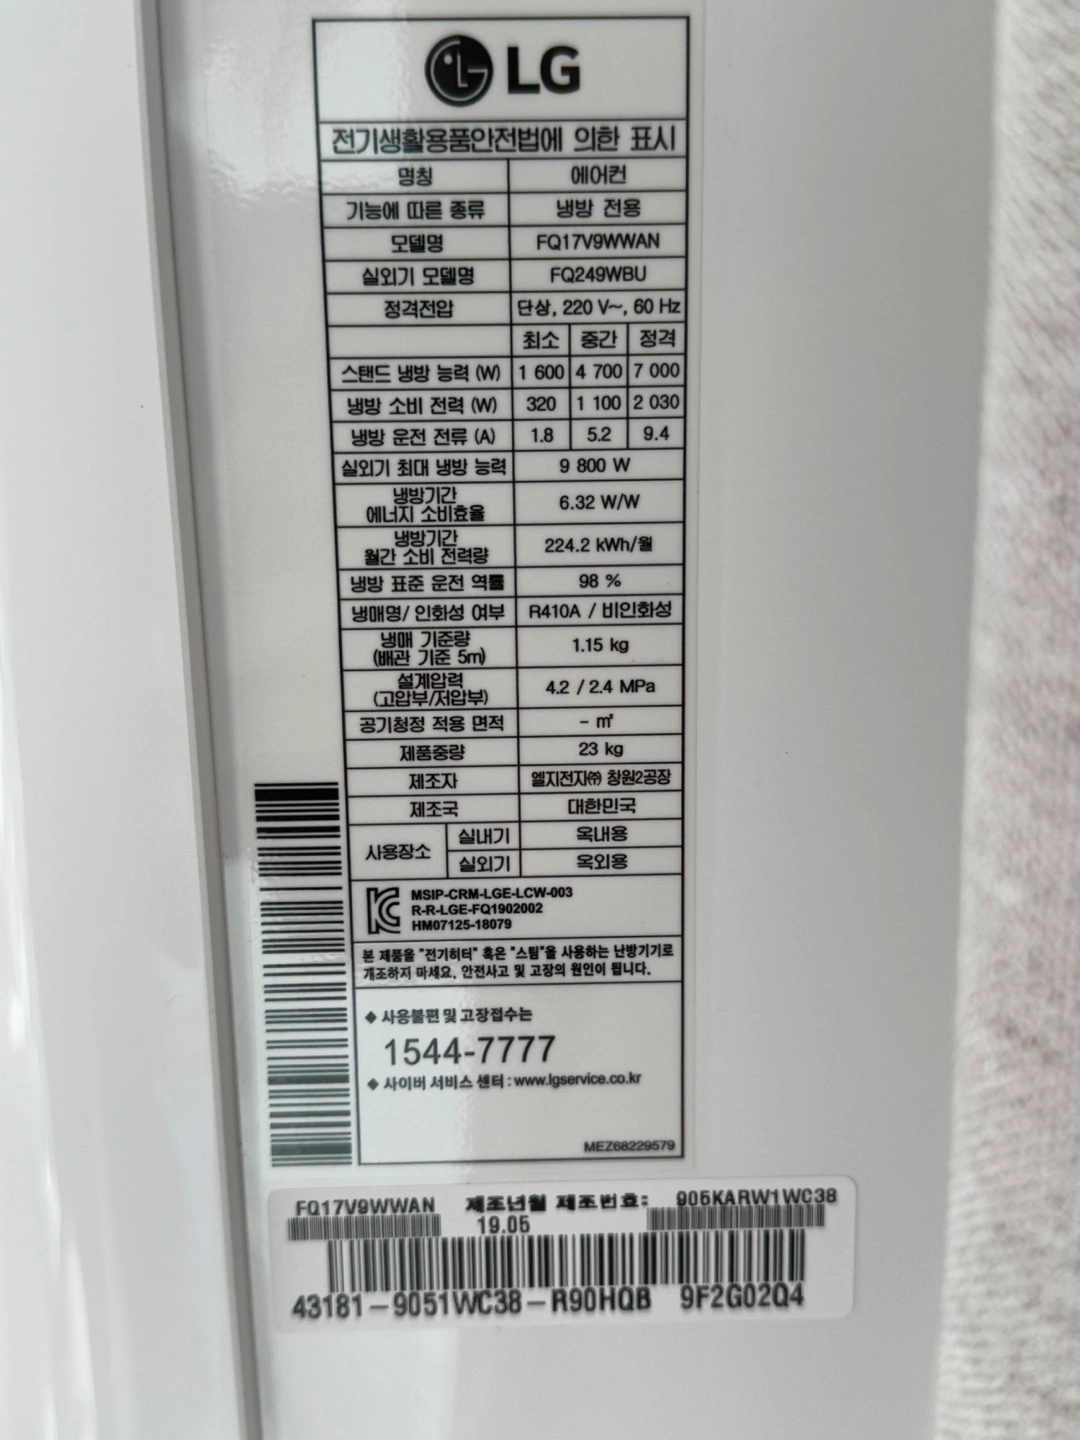 LG
전기생활용품안전법에 의한 표시
명칭 에어컨
기능에 따른 종류 냉방 전용
모델명 FQ17V9WWAN
실외기 모델명 FQ249WBU
정격전압 단상, 220 V~, 60 Hz
최소 중간 정격
스탠드 냉방 능력 (W) 1 600 4 700 7 000
냉방 소비 전력 (W) 320 1 100 2 030
냉방 운전 전류 (A) 1.8 5.2 9.4
실외기 최대 냉방 능력 9 800 W
냉방기간
에너지 소비효율 6.32 W/W
냉방기간
월간 소비 전력량 224.2 kWh/월
냉방 표준 운전 역률 98 %
냉매명/ 인화성 여부 R410A / 비인화성
냉매 기준량
(배관 기준 5m) 1.15 kg
설계압력
(고압부/저압부) 4.2 / 2.4 MPa
공기청정 적용 면적 - ㎡
제품중량 23 kg
제조자 엘지전자㈜ 창원2공장
제조국 대한민국
사용장소 실내기 옥내용
실외기 옥외용
MSIP-CRM-LGE-LCW-003
R-R-LGE-FQ1902002
HM07125-18079
본 제품을 "전기히터" 혹은 "스팀"을 사용하는 난방기기로
개조하지 마세요. 안전사고 및 고장의 원인이 됩니다.
◆ 사용불편 및 고장접수는
1544-7777
◆ 사이버 서비스 센터 : www.lgservice.co.kr
MEZ68229579
FQ17V9WWAN 제조년월 제조번호: 905KARW1WC38
19.05
43181-9051WC38-R90HQB 9F2G02Q4